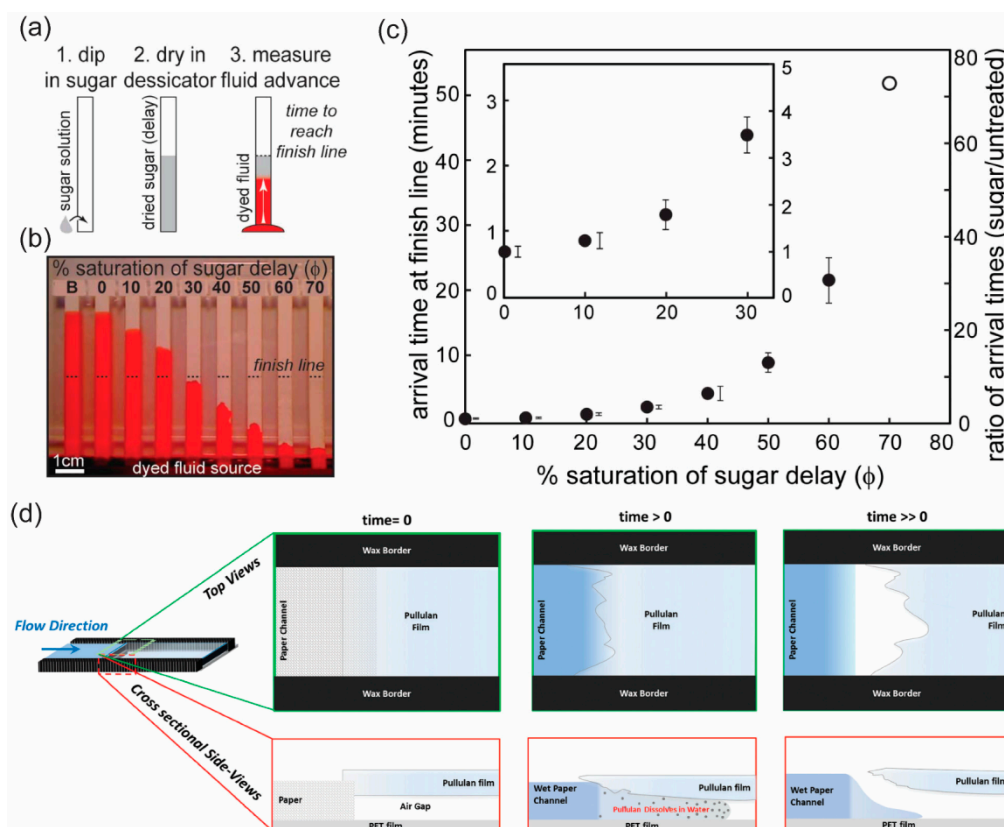 (a)
1. dip
in sugar
2. dry in
dessicator
3. measure
fluid advance
sugar solution
dried sugar (delay)
dyed fluid
time to
reach
finish line
(b)
% saturation of sugar delay (ϕ)
B 0 10 20 30 40 50 60 70
finish line
1cm
dyed fluid source
(c)
arrival time at finish line (minutes)
50
40
30
20
10
0
3
2
1
0
0 10 20 30
5
4
3
2
1
0
80
60
40
20
0
ratio of arrival times (sugar/untreated)
0 10 20 30 40 50 60 70 80
% saturation of sugar delay (ϕ)
(d)
time= 0
time > 0
time >> 0
Top Views
Flow Direction
Cross sectional Side-Views
Wax Border
Paper Channel
Pullulan
Film
Wax Border
Wax Border
Paper Channel
Pullulan
Film
Wax Border
Wax Border
Paper Channel
Pullulan
Film
Wax Border
Paper
Pullulan film
Air Gap
PET film
Wet Paper
Channel
Pullulan film
Pullulan Dissolves in Water
PET film
Wet Paper
Channel
Pullulan film
PET film